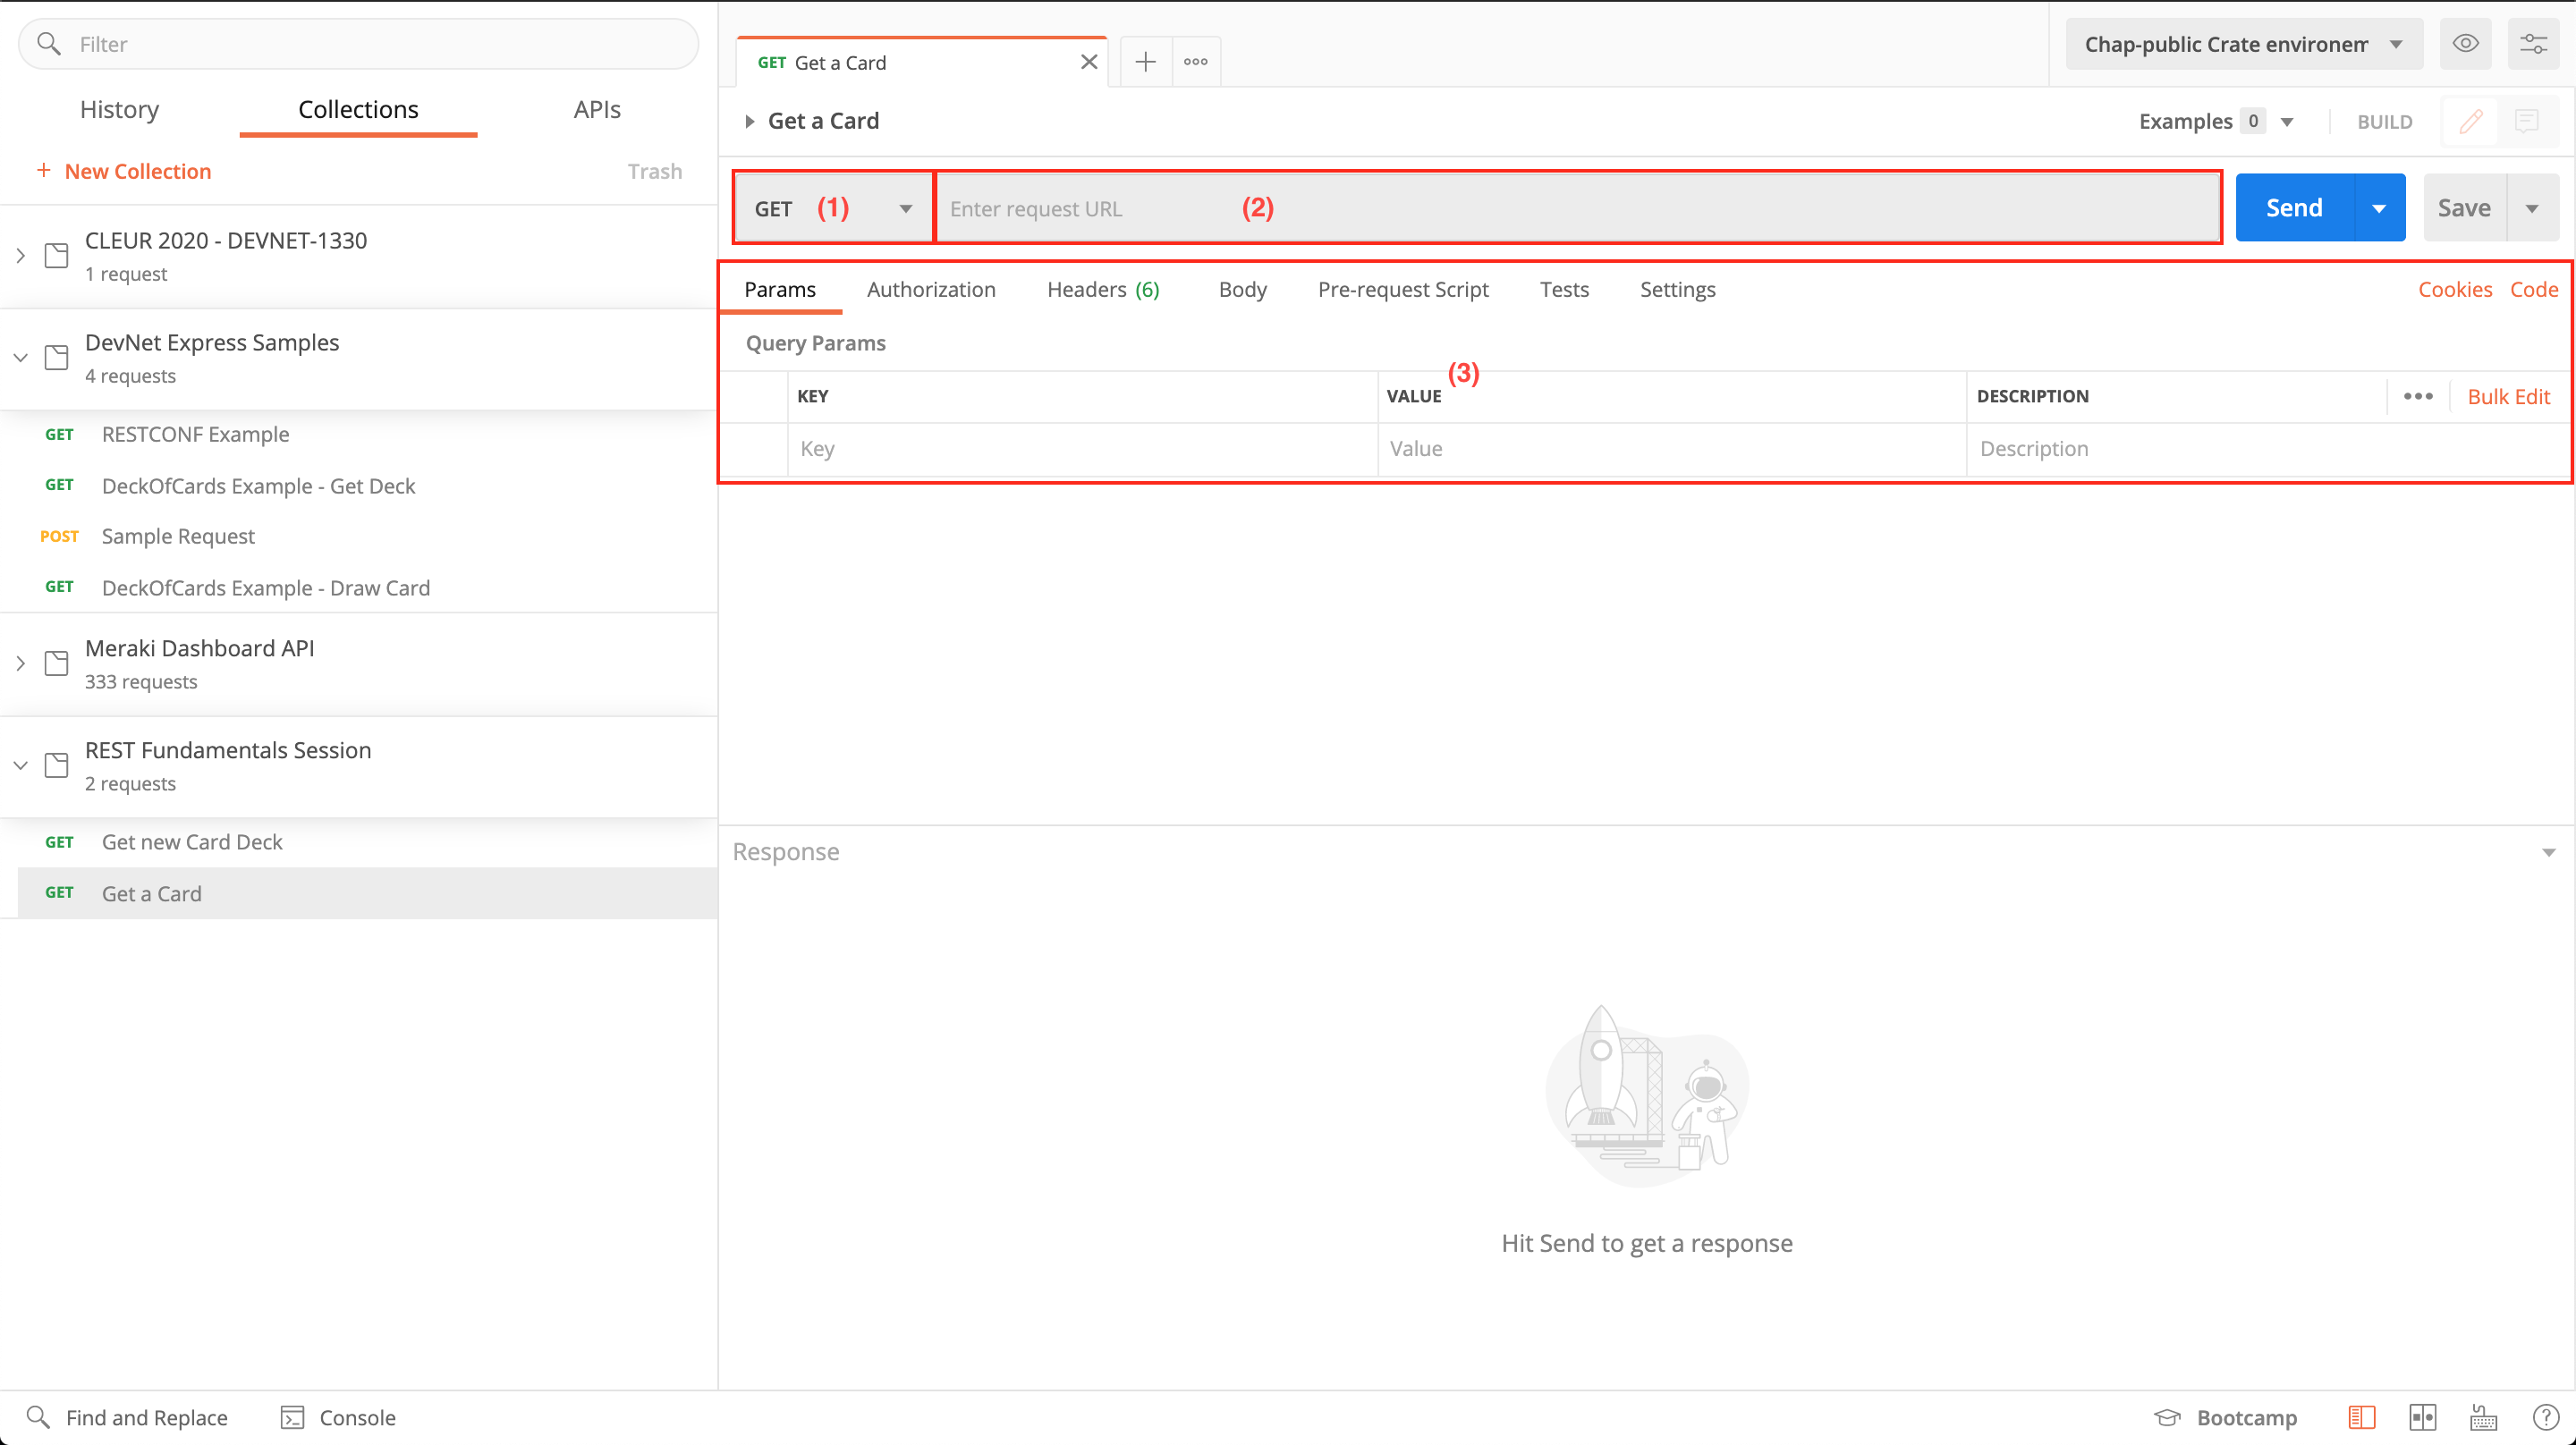 Filter
History Collections APIs
+ New Collection Trash
CLEUR 2020 - DEVNET-1330
1 request
DevNet Express Samples
4 requests
GET RESTCONF Example
GET DeckOfCards Example - Get Deck
POST Sample Request
GET DeckOfCards Example - Draw Card
Meraki Dashboard API
333 requests
REST Fundamentals Session
2 requests
GET Get new Card Deck
GET Get a Card
GET Get a Card
Chap-public Crate environem
Get a Card
Examples 0 BUILD
GET (1) Enter request URL (2) Send Save
Params Authorization Headers (6) Body Pre-request Script Tests Settings Cookies Code
Query Params
(3)
KEY VALUE DESCRIPTION Bulk Edit
Key Value Description
Response
Hit Send to get a response
Find and Replace Console Bootcamp